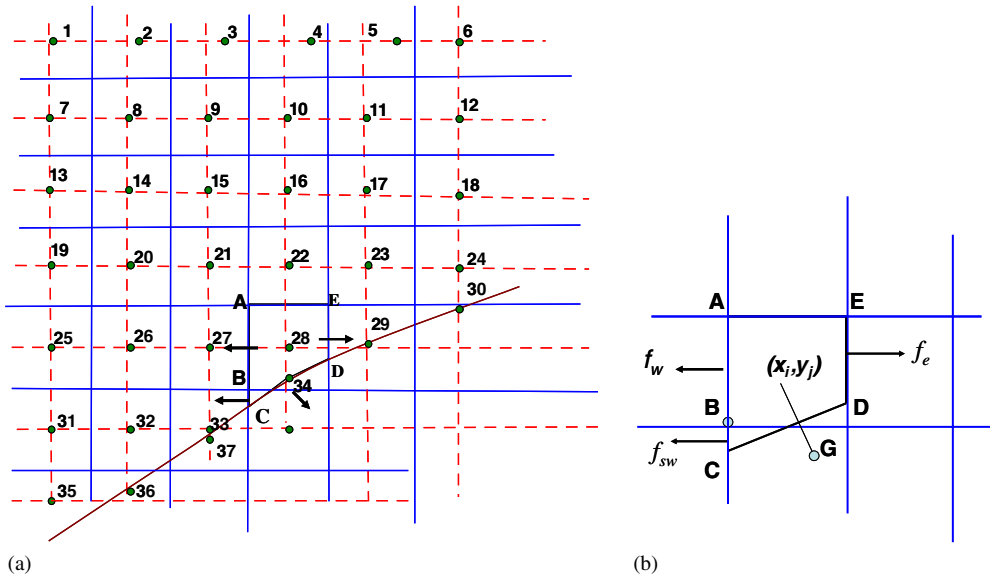 1 2 3 4 5 6
7 8 9 10 11 12
13 14 15 16 17 18
19 20 21 22 23 24
A E 30
25 26 27 28 29
B D
34
C
31 32 33
37
35 36
(a)
A E
f_w (x_i,y_j) f_e
B D
f_sw G
C
(b)